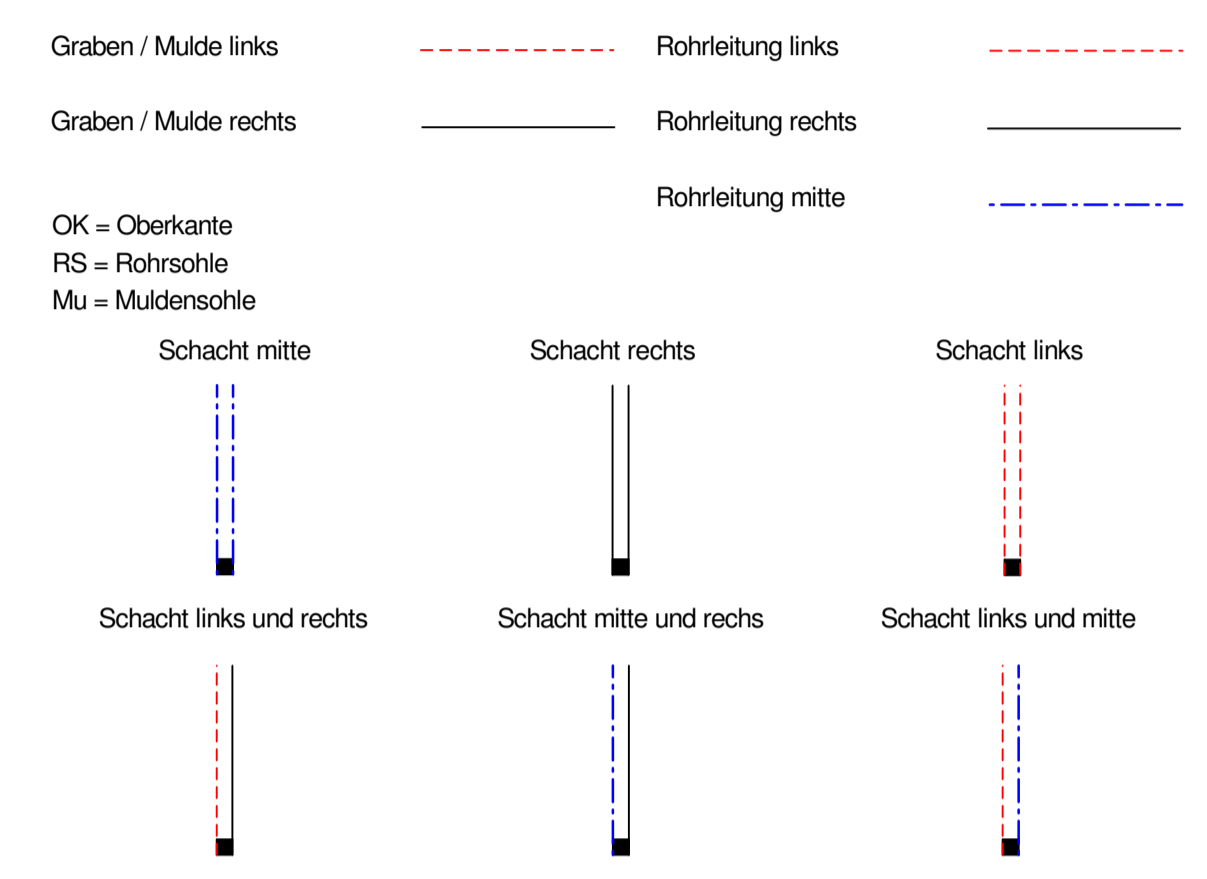 Graben / Mulde links
Rohrleitung links
Graben / Mulde rechts
Rohrleitung rechts
Rohrleitung mitte
OK = Oberkante
RS = Rohrsohle
Mu = Muldensohle
Schacht mitte
Schacht rechts
Schacht links
Schacht links und rechts
Schacht mitte und rechs
Schacht links und mitte